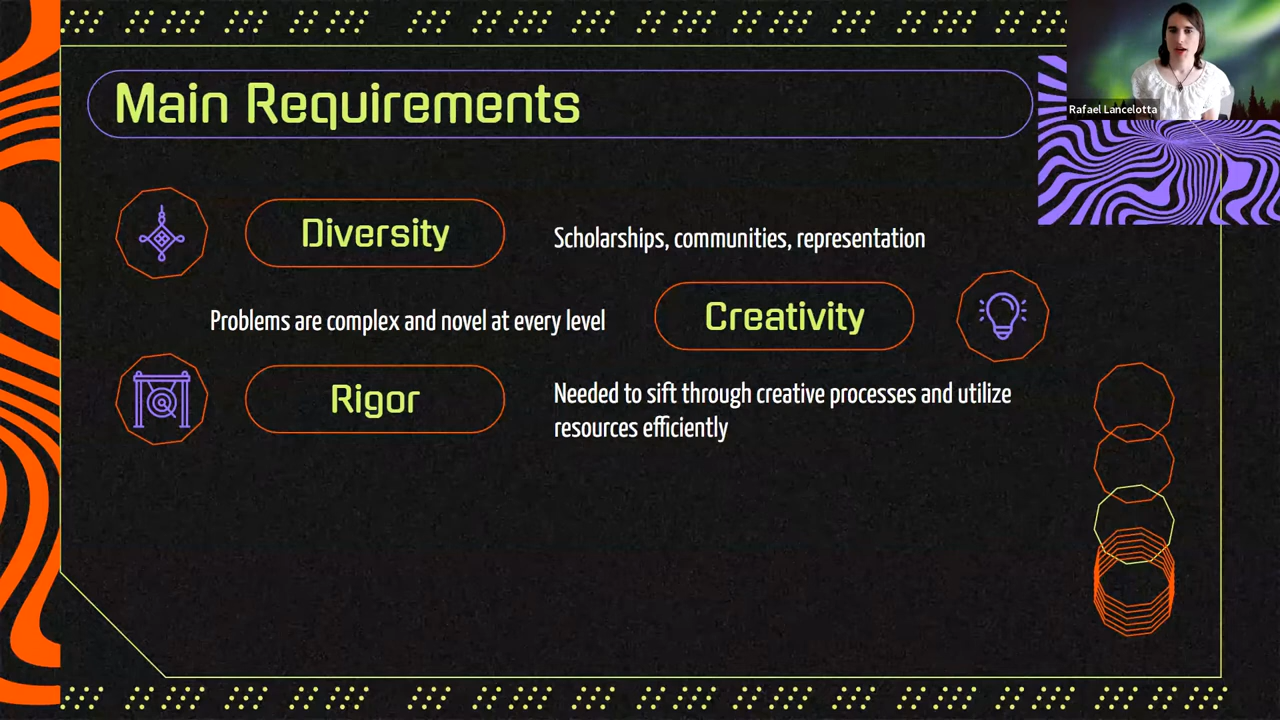 Main Requirements
Rafael Lancelotta
Diversity
Scholarships, communities, representation
Problems are complex and novel at every level
Creativity
Rigor
Needed to sift through creative processes and utilize
resources efficiently